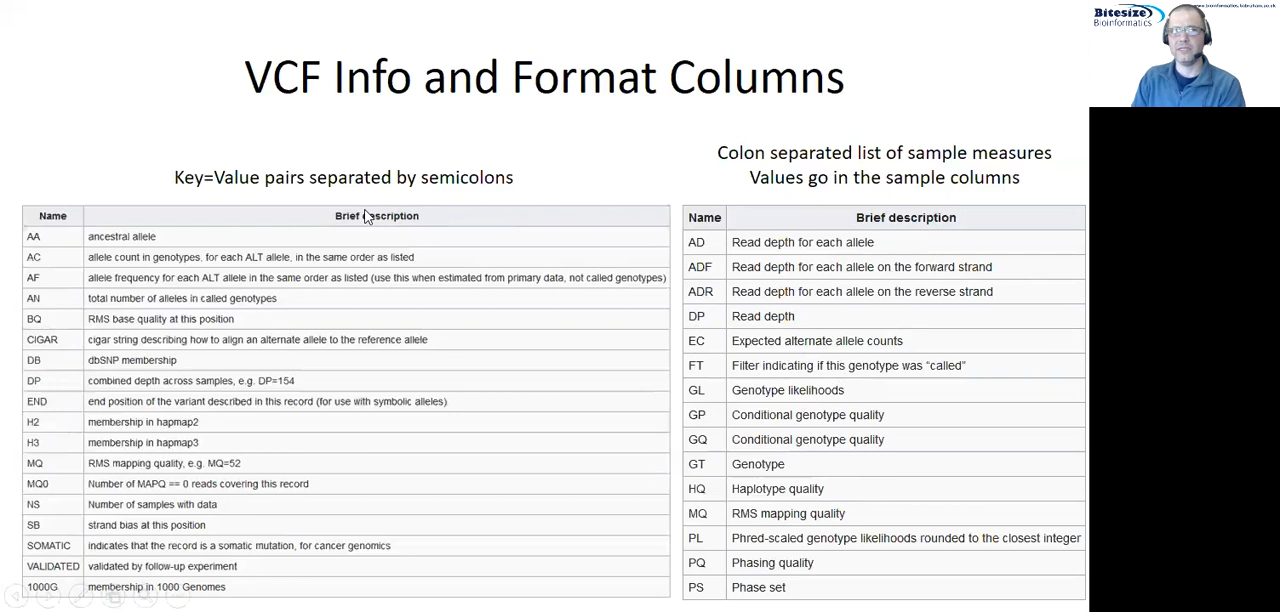 Bitesize
Bioinformatics
VCF Info and Format Columns
Key=Value pairs separated by semicolons
Name Brief description
AA ancestral allele
AC allele count in genotypes, for each ALT allele, in the same order as listed
AF allele frequency for each ALT allele in the same order as listed (use this when estimated from primary data, not called genotypes)
AN total number of alleles in called genotypes
BQ RMS base quality at this position
CIGAR cigar string describing how to align an alternate allele to the reference allele
DB dbSNP membership
DP combined depth across samples, e.g. DP=154
END end position of the variant described in this record (for use with symbolic alleles)
H2 membership in hapmap2
H3 membership in hapmap3
MQ RMS mapping quality, e.g. MQ=52
MQ0 Number of MAPQ == 0 reads covering this record
NS Number of samples with data
SB strand bias at this position
SOMATIC indicates that the record is a somatic mutation, for cancer genomics
VALIDATED validated by follow-up experiment
1000G membership in 1000 Genomes
Colon separated list of sample measures
Values go in the sample columns
Name Brief description
AD Read depth for each allele
ADF Read depth for each allele on the forward strand
ADR Read depth for each allele on the reverse strand
DP Read depth
EC Expected alternate allele counts
FT Filter indicating if this genotype was “called”
GL Genotype likelihoods
GP Conditional genotype quality
GQ Conditional genotype quality
GT Genotype
HQ Haplotype quality
MQ RMS mapping quality
PL Phred-scaled genotype likelihoods rounded to the closest integer
PQ Phasing quality
PS Phase set